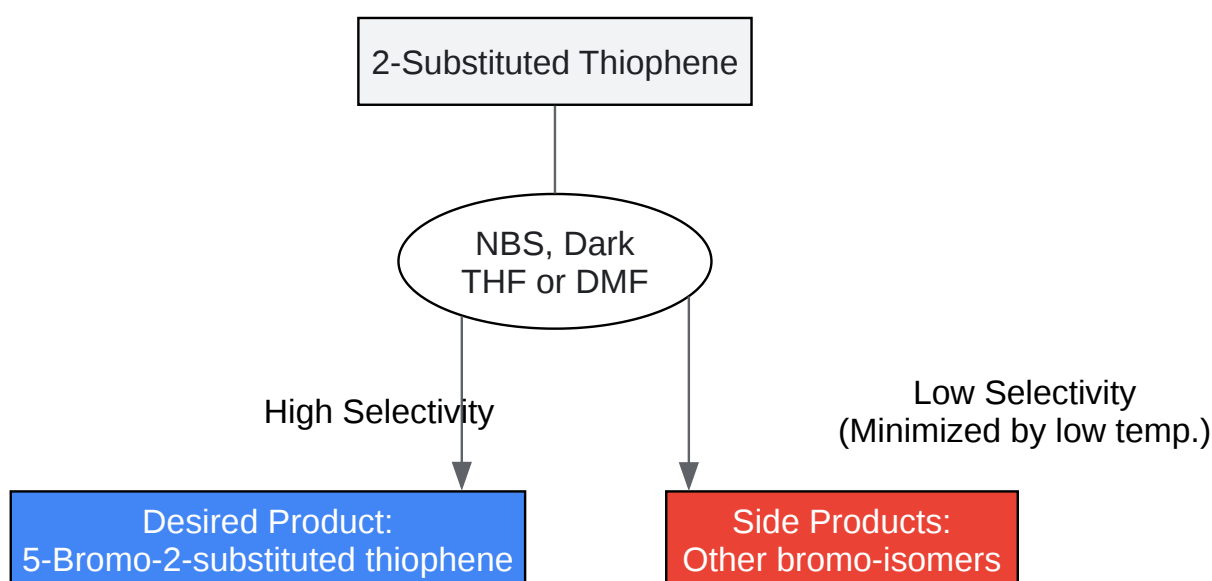 2-Substituted Thiophene
NBS, Dark
THF or DMF
High Selectivity
Low Selectivity
(Minimized by low temp.)
Desired Product:
5-Bromo-2-substituted thiophene
Side Products:
Other bromo-isomers